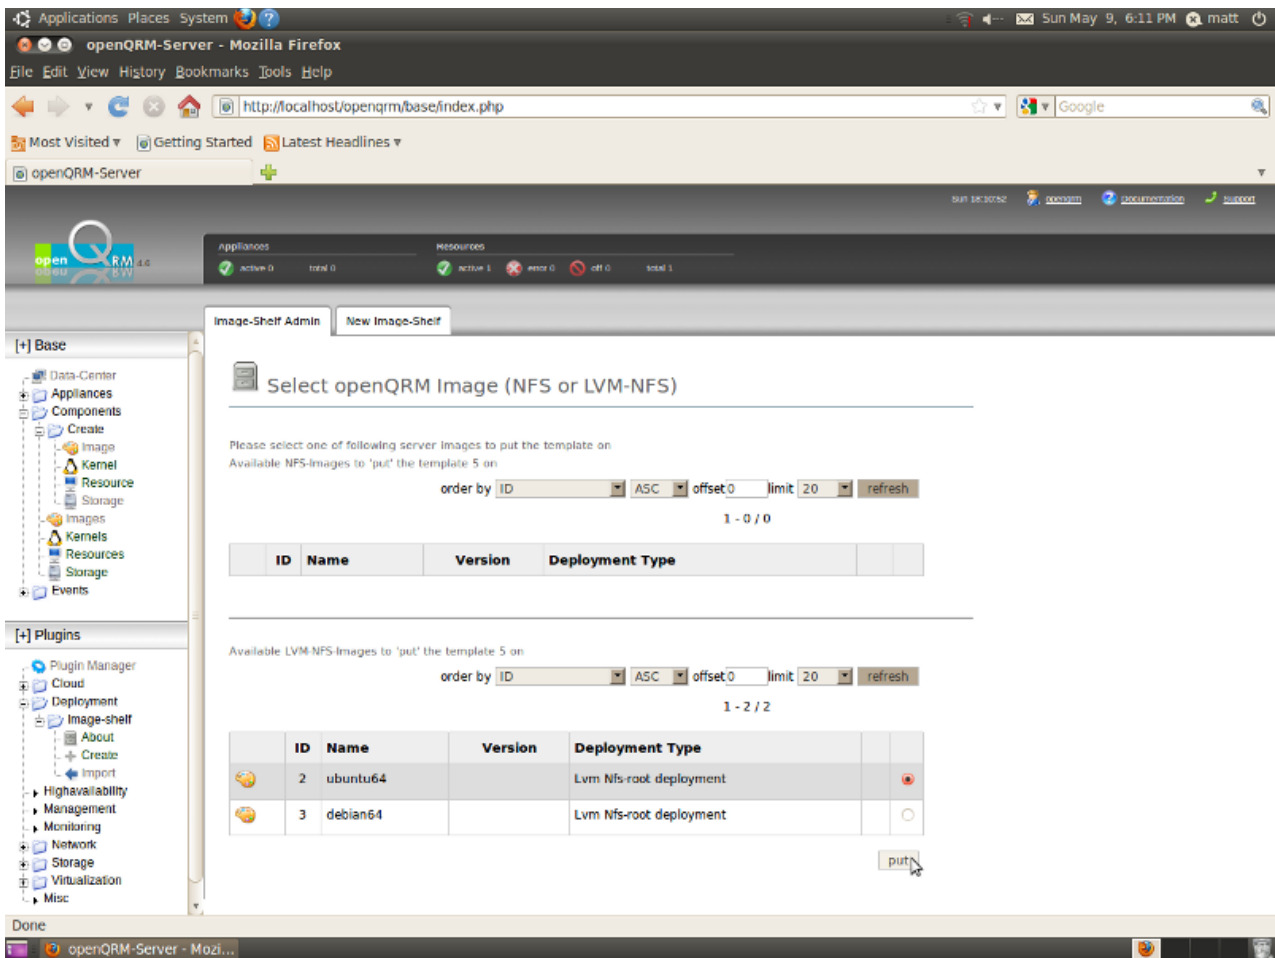 Applications Places System Sun May 9, 6:11 PM matt
openQRM-Server - Mozilla Firefox
File Edit View History Bookmarks Tools Help
http://localhost/openqrm/base/index.php Google
Most Visited Getting Started Latest Headlines
openQRM-Server
Sun 18:10:52 openqrm Documentation Support
open QRM 4.6
Appliances Resources
active 0 total 0 active 1 error 0 off 0 total 1
Image-Shelf Admin New Image-Shelf
[+] Base
Data-Center
Appliances
Components
Create
Image
Kernel
Resource
Storage
Images
Kernels
Resources
Storage
Events
[+] Plugins
Plugin Manager
Cloud
Deployment
Image-shelf
About
Create
Import
Highavailability
Management
Monitoring
Network
Storage
Virtualization
Misc
Select openQRM Image (NFS or LVM-NFS)
Please select one of following server images to put the template on
Available NFS-Images to 'put' the template 5 on
order by ID ASC offset 0 limit 20 refresh
1 - 0 / 0
ID Name Version Deployment Type
Available LVM-NFS-Images to 'put' the template 5 on
order by ID ASC offset 0 limit 20 refresh
1 - 2 / 2
ID Name Version Deployment Type
2 ubuntu64 Lvm Nfs-root deployment
3 debian64 Lvm Nfs-root deployment
put
Done
openQRM-Server - Mozi...